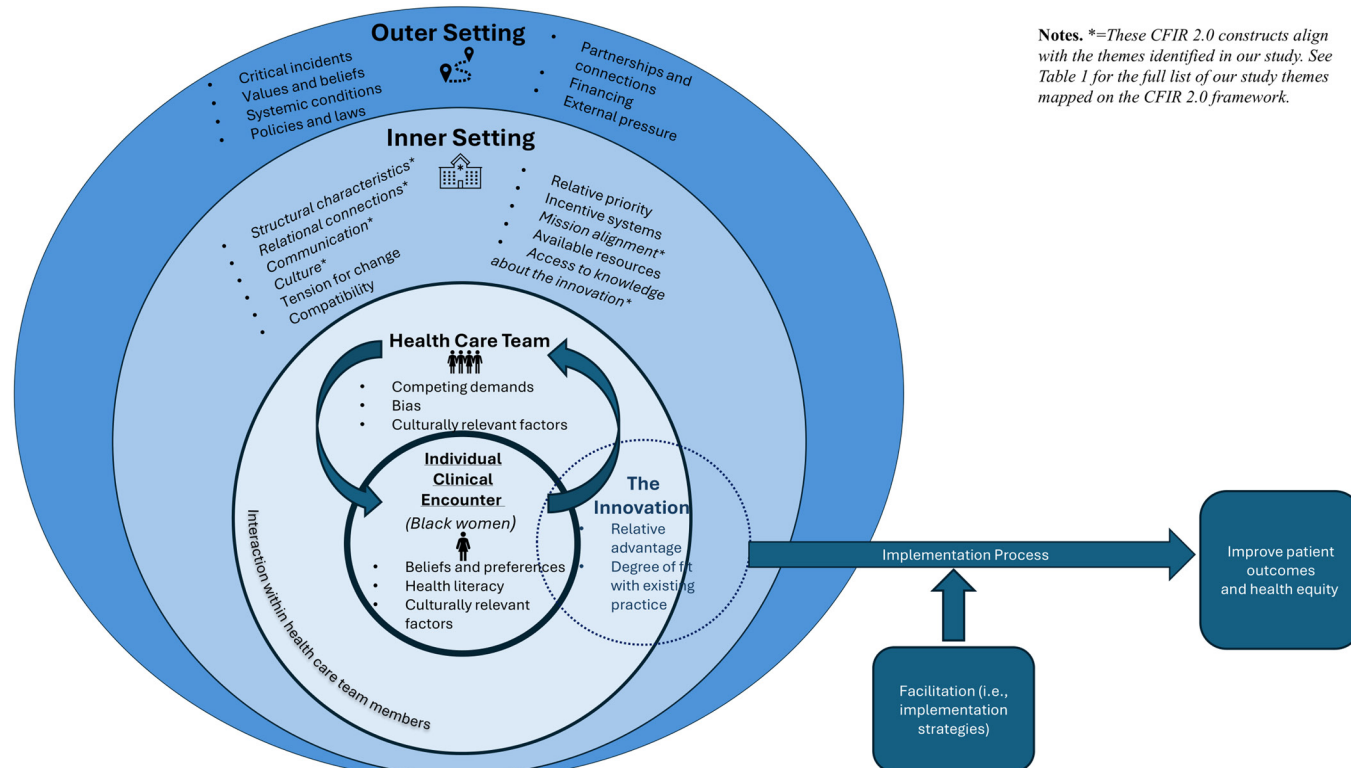 Outer Setting
• Critical incidents
• Values and beliefs
• Systemic conditions
• Policies and laws
• Partnerships and
connections
• Financing
• External pressure
Notes. *=These CFIR 2.0 constructs align
with the themes identified in our study. See
Table 1 for the full list of our study themes
mapped on the CFIR 2.0 framework.
Inner Setting
• Structural characteristics*
• Relational connections*
• Communication*
• Culture*
• Tension for change
• Compatibility
• Relative priority
• Incentive systems
• Mission alignment*
• Available resources
• Access to knowledge
about the innovation*
Health Care Team
• Competing demands
• Bias
• Culturally relevant factors
Individual
Clinical
Encounter
(Black women)
• Beliefs and preferences
• Health literacy
• Culturally relevant
factors
The
Innovation
• Relative
advantage
• Degree of fit
with existing
practice
Interaction within health care team members
Implementation Process
Improve patient
outcomes
and health equity
Facilitation (i.e.,
implementation
strategies)